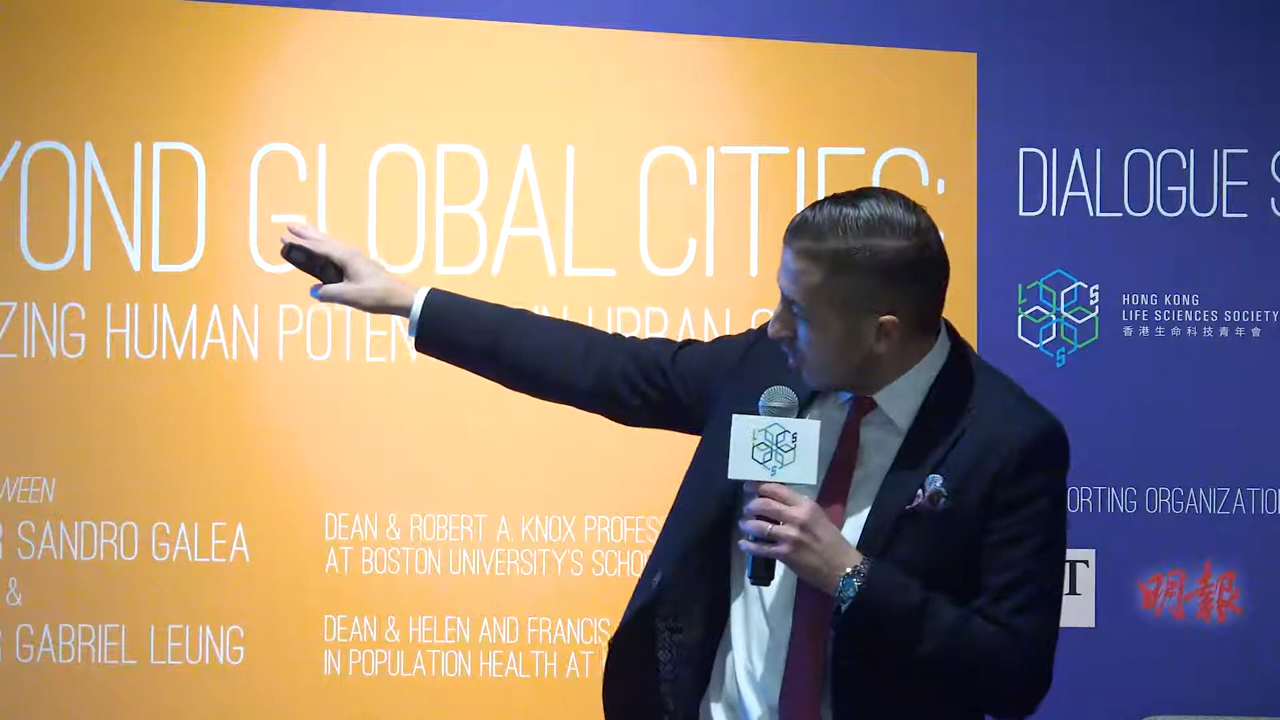 YOND GLOBAL CITIES:
ZING HUMAN POTEN IN URBAN
WEEN
R SANDRO GALEA
&
R GABRIEL LEUNG
DEAN & ROBERT A. KNOX PROFES
AT BOSTON UNIVERSITY'S SCHO
DEAN & HELEN AND FRANCIS
IN POPULATION HEALTH AT
DIALOGUE S
L S S
HONG KONG
LIFE SCIENCES SOCIETY
香港生命科技青年會
L S S
ORTING ORGANIZATIO
T
明報